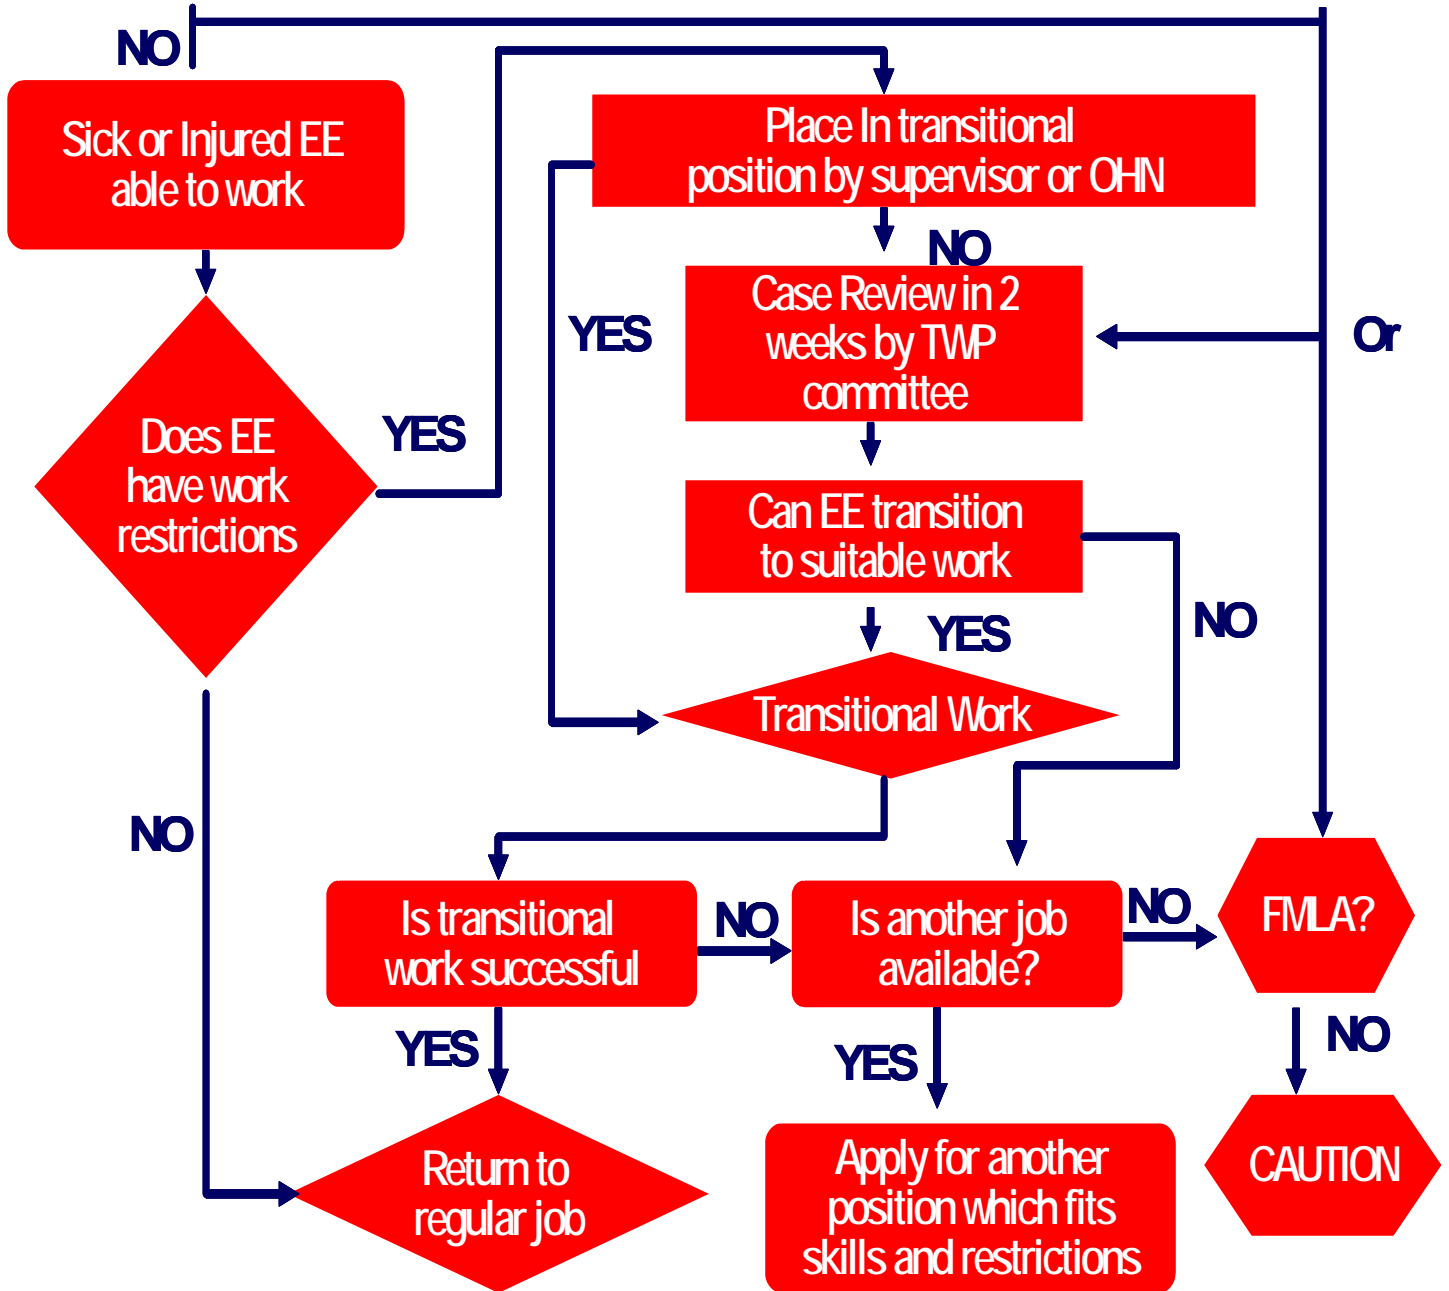 NO
Sick or Injured EE
able to work
Place In transitional
position by supervisor or OHN
NO
Case Review in 2
weeks by TWP
committee
YES
Or
Does EE
have work
restrictions
YES
Can EE transition
to suitable work
YES
NO
Transitional Work
NO
Is transitional
work successful
NO
Is another job
available?
NO
FMLA?
YES
YES
NO
Return to
regular job
Apply for another
position which fits
skills and restrictions
CAUTION